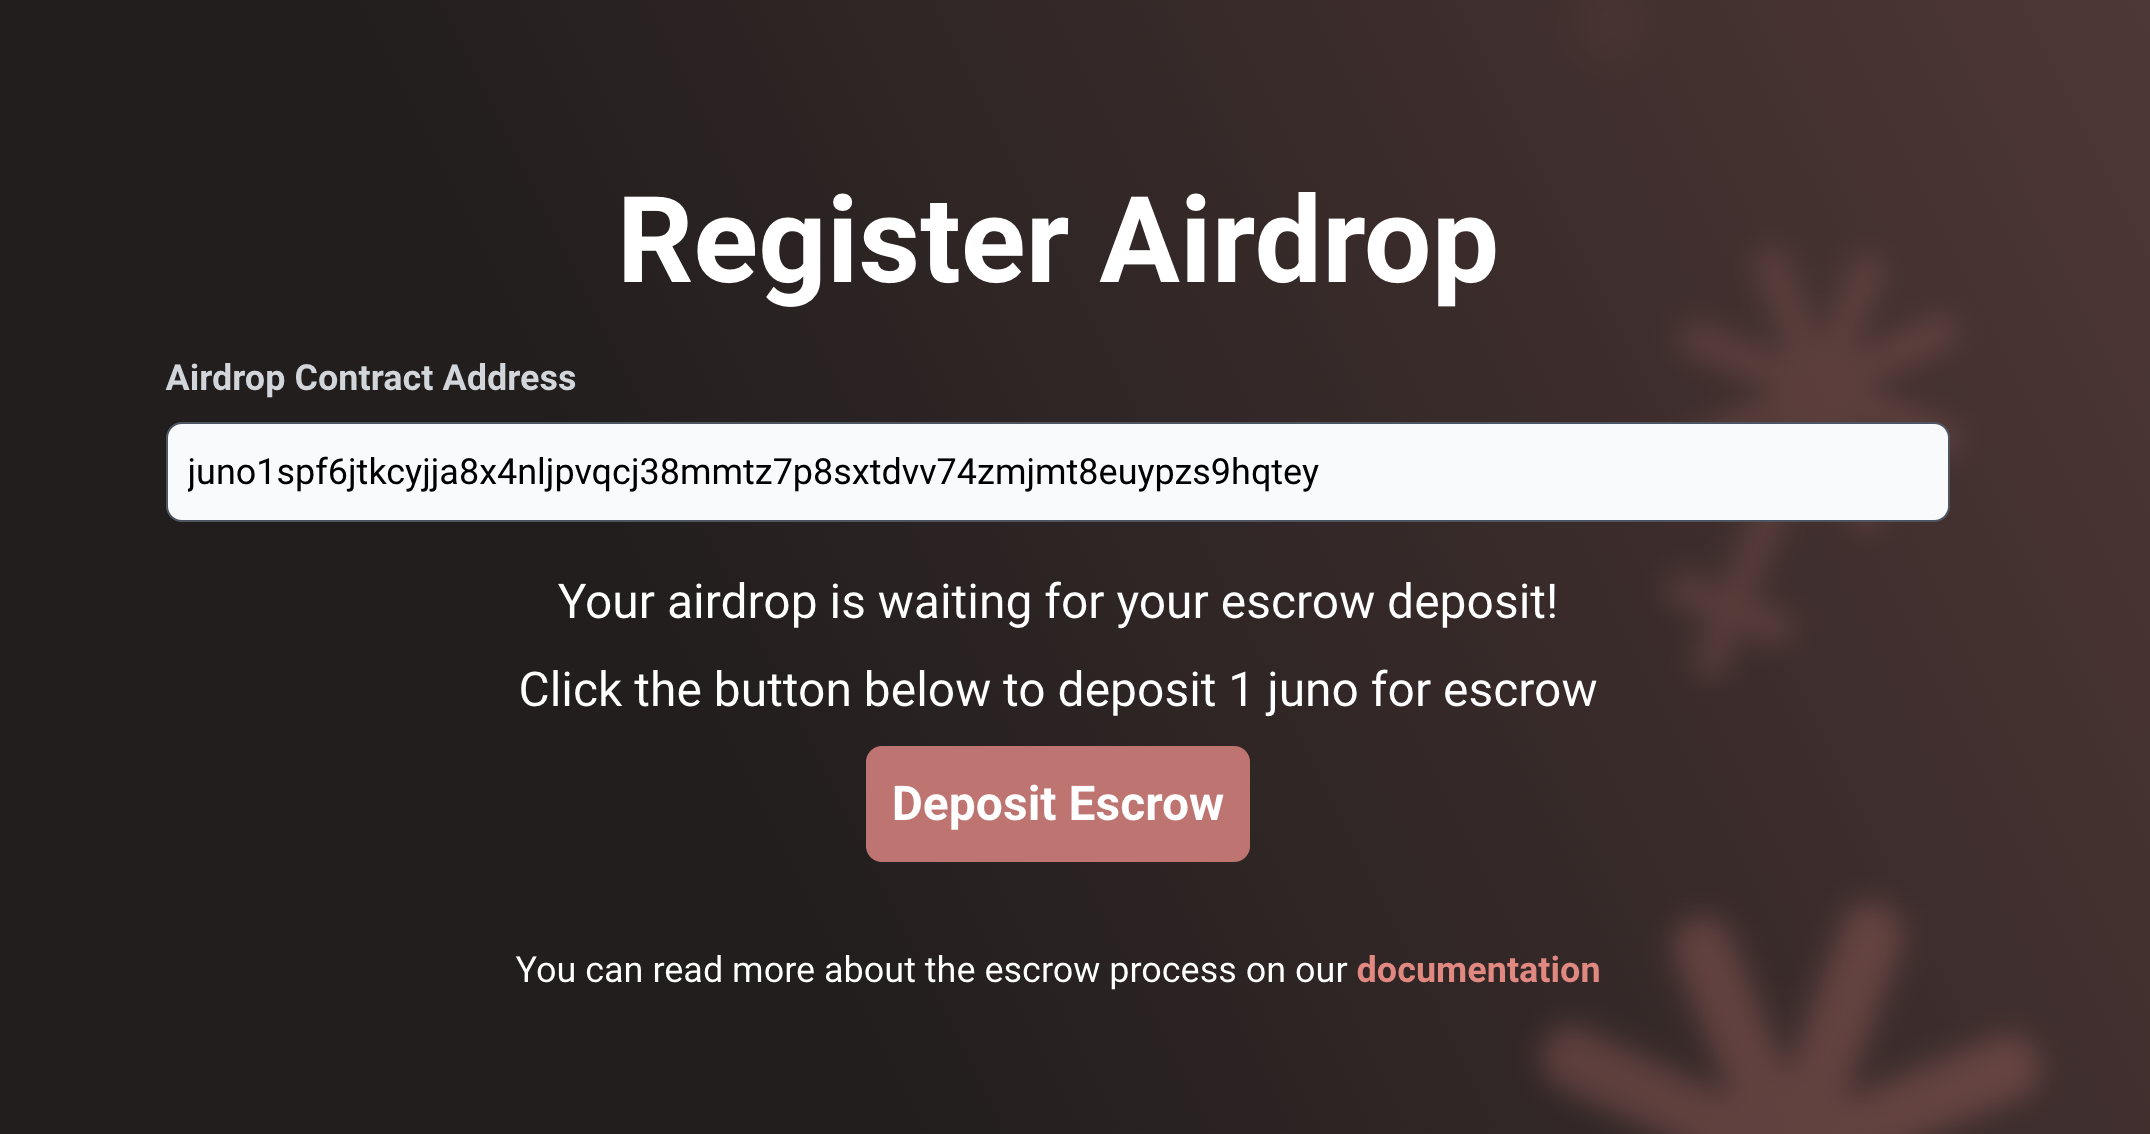 Register Airdrop
Airdrop Contract Address
juno1spf6jtkcyjja8x4nljpvqcj38mmtz7p8sxtdvv74zmjmt8euypzs9hqtey
Your airdrop is waiting for your escrow deposit!
Click the button below to deposit 1 juno for escrow
Deposit Escrow
You can read more about the escrow process on our documentation